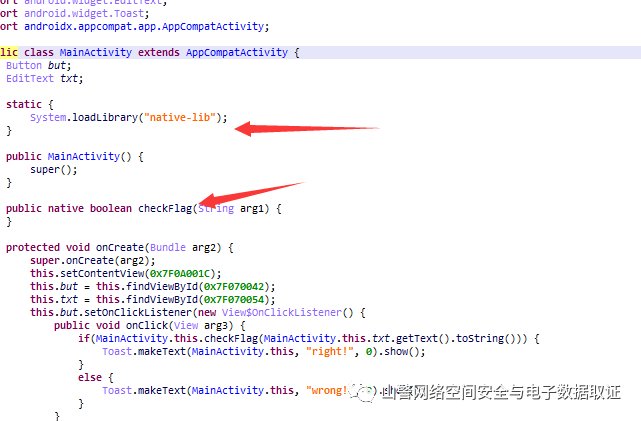 ort android.widget.EditText;
ort android.widget.Toast;
ort androidx.appcompat.app.AppCompatActivity;
lic class MainActivity extends AppCompatActivity {
Button but;
EditText txt;
static {
System.loadLibrary("native-lib");
}
public MainActivity() {
super();
}
public native boolean checkFlag(String arg1) {
}
protected void onCreate(Bundle arg2) {
super.onCreate(arg2);
this.setContentView(0x7F0A001C);
this.but = this.findViewById(0x7F070042);
this.txt = this.findViewById(0x7F070054);
this.but.setOnClickListener(new View$OnClickListener() {
public void onClick(View arg3) {
if(MainActivity.this.checkFlag(MainActivity.this.txt.getText().toString())) {
Toast.makeText(MainActivity.this, "right!", 0).show();
}
else {
Toast.makeText(MainActivity.this, "wrong!
山警网络空间安全与电子数据取证
}
}